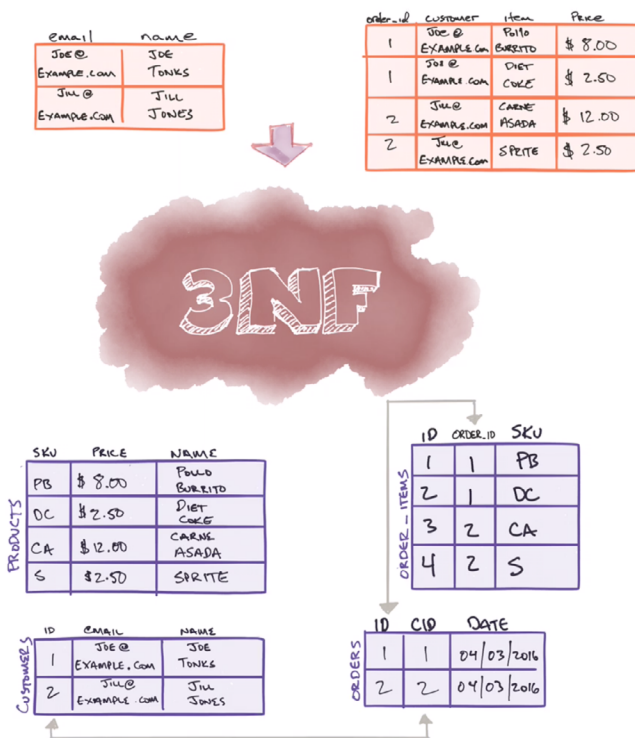 email name
JOE@ EXAMPLE.COM JOE TONKS
JILL@ EXAMPLE.COM JILL JONES
order_id customer item Price
1 JOE@ EXAMPLE.COM POLLO BURRITO $ 8.00
1 JOE@ EXAMPLE.COM DIET COKE $ 2.50
2 JILL@ EXAMPLE.COM CARNE ASADA $ 12.00
2 JILL@ EXAMPLE.COM SPRITE $ 2.50
3NF
PRODUCTS
SKU PRICE NAME
PB $ 8.00 POLLO BURRITO
DC $ 2.50 DIET COKE
CA $ 12.00 CARNE ASADA
S $2.50 SPRITE
ORDER_ITEMS
ID ORDER_ID SKU
1 1 PB
2 1 DC
3 2 CA
4 2 S
CUSTOMERS
ID EMAIL NAME
1 JOE@ EXAMPLE.COM JOE TONKS
2 JILL@ EXAMPLE.COM JILL JONES
ORDERS
ID CID DATE
1 1 04/03/2016
2 2 04/03/2016